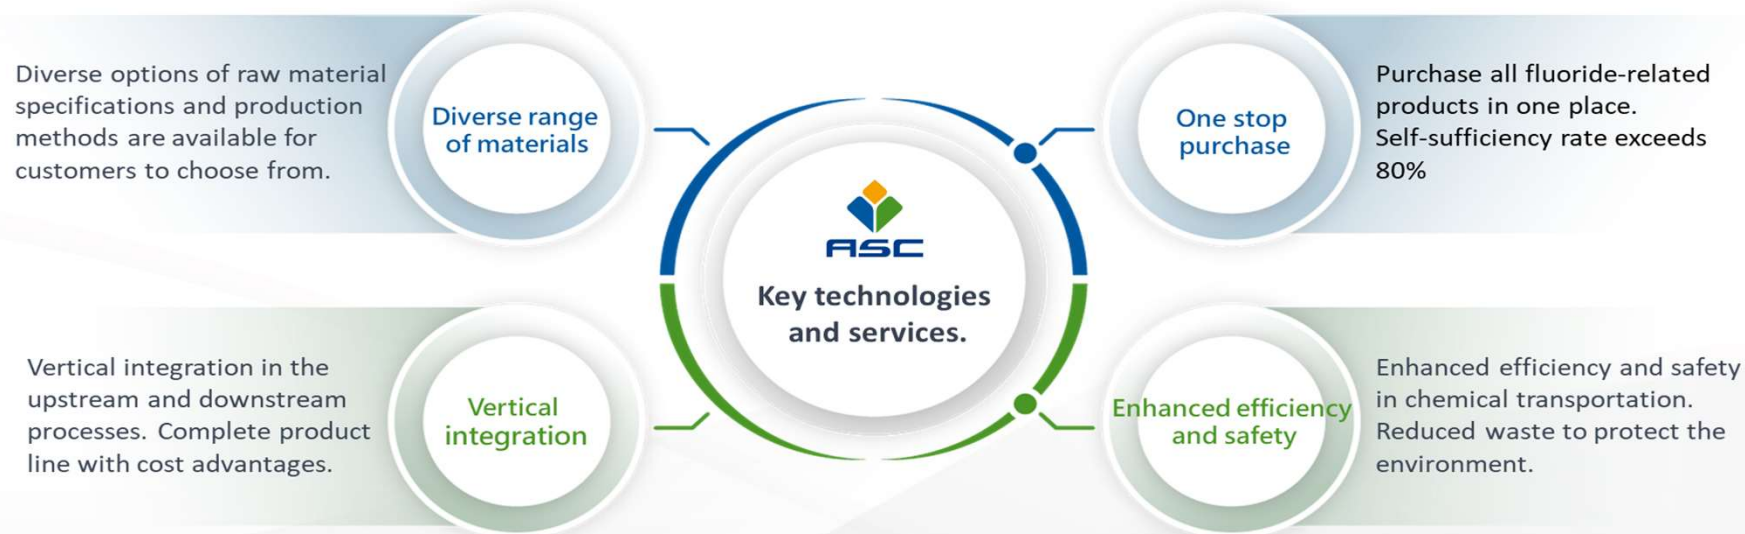 Diverse options of raw material
specifications and production
methods are available for
customers to choose from.
Diverse range
of materials
One stop
purchase
Purchase all fluoride-related
products in one place.
Self-sufficiency rate exceeds
80%
ASC
Key technologies
and services.
Vertical integration in the
upstream and downstream
processes. Complete product
line with cost advantages.
Vertical
integration
Enhanced efficiency
and safety
Enhanced efficiency and safety
in chemical transportation.
Reduced waste to protect the
environment.